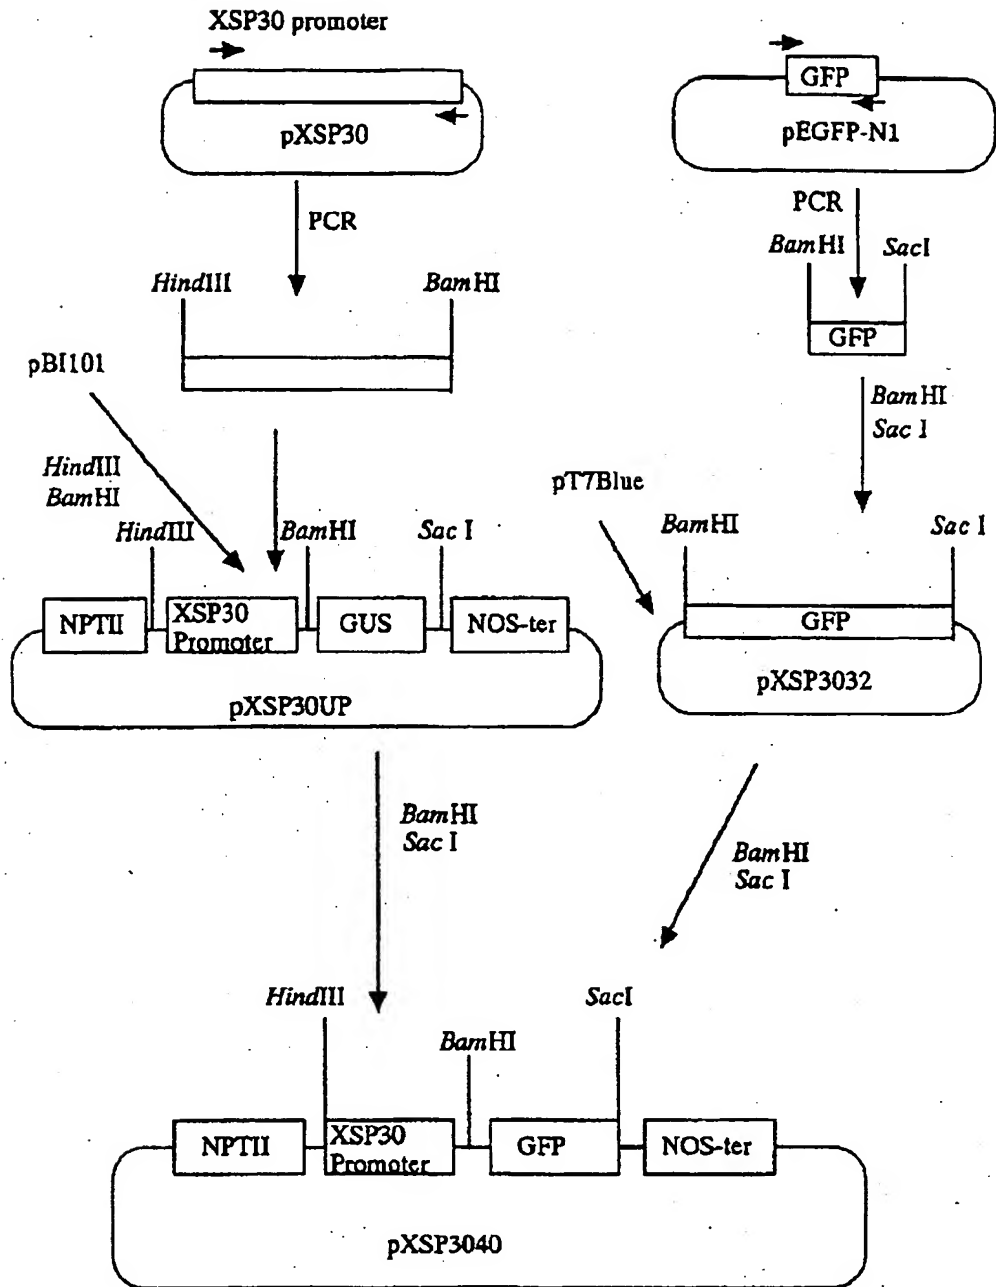 XSP30 promoter
pXSP30
PCR
HindIII
BamHI
pBI101
HindIII
BamHI
HindIII
BamHI
Sac I
NPTII
XSP30
Promoter
GUS
NOS-ter
pXSP30UP
BamHI
Sac I
GFP
pEGFP-N1
PCR
BamHI
SacI
GFP
BamHI
Sac I
pT7Blue
BamHI
Sac I
GFP
pXSP3032
BamHI
Sac I
HindIII
SacI
BamHI
NPTII
XSP30
Promoter
GFP
NOS-ter
pXSP3040